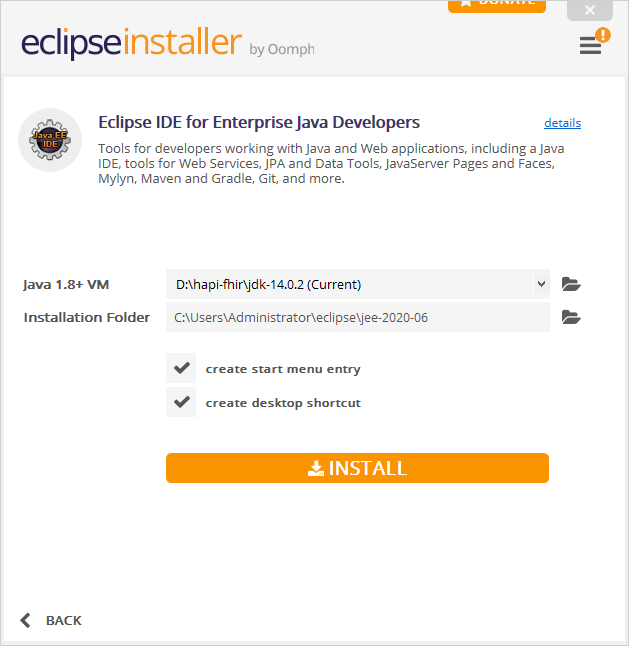 DONATE
eclipseinstaller by Oomph
Java EE
IDE
Eclipse IDE for Enterprise Java Developers
details
Tools for developers working with Java and Web applications, including a Java
IDE, tools for Web Services, JPA and Data Tools, JavaServer Pages and Faces,
Mylyn, Maven and Gradle, Git, and more.
Java 1.8+ VM
D:\hapi-fhir\jdk-14.0.2 (Current)
Installation Folder
C:\Users\Administrator\eclipse\jee-2020-06
create start menu entry
create desktop shortcut
INSTALL
BACK